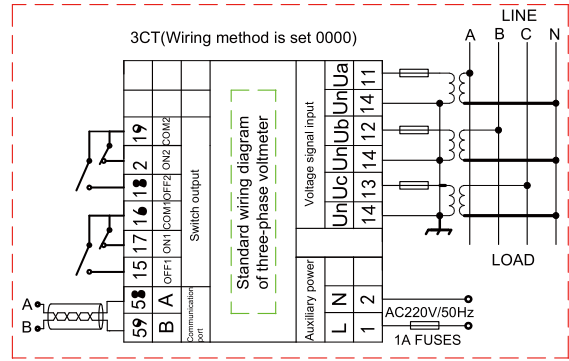 LINE
3CT(Wiring method is set 0000)
A B C N
Ua 11
Un 14
Ub 12
Un 14
Uc 13
Un 14
Voltage signal input
19 COM2
2 ON2
18 OFF2
16 COM1
17 ON1
15 OFF1
Switch output
Standard wiring diagram
of three-phase voltmeter
LOAD
A 58 A
B 59 B
Communication
port
Auxiliary power
N 2
L 1
AC220V/50Hz
1A FUSES